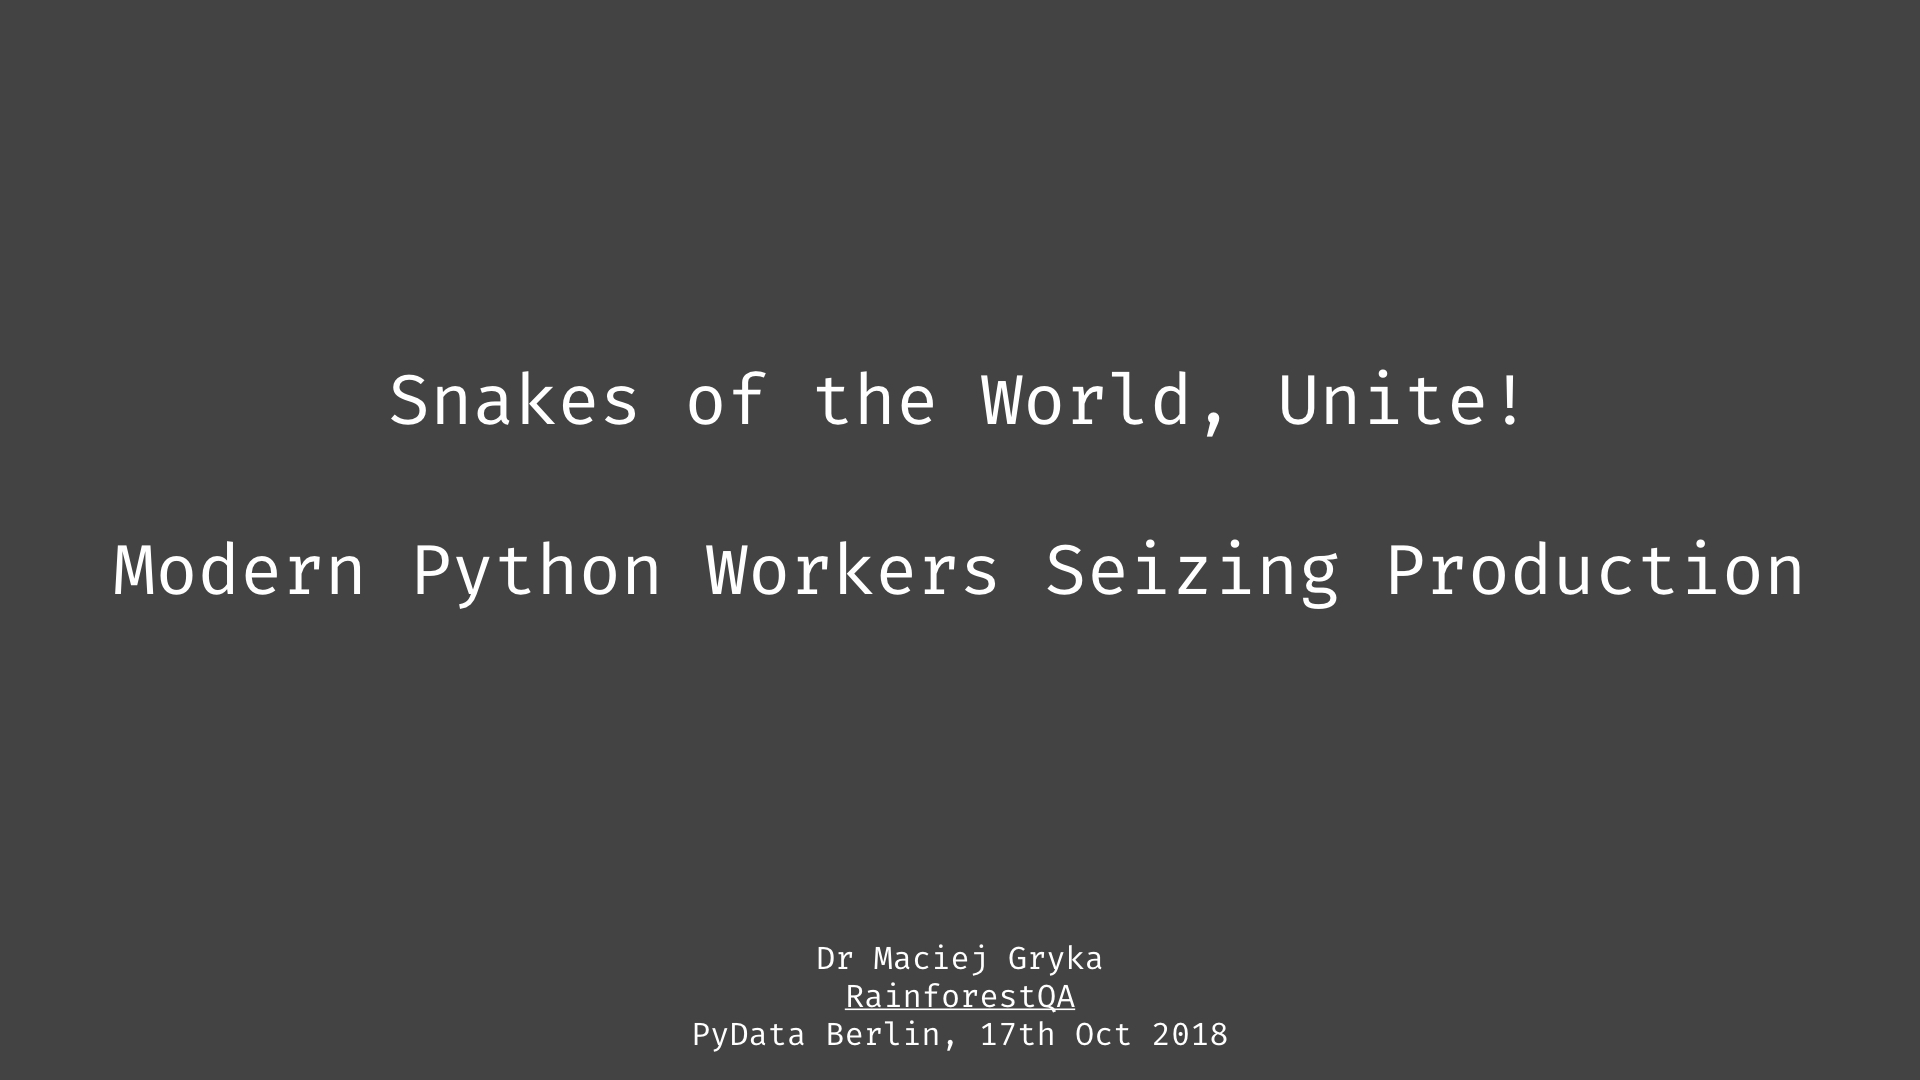 Snakes of the World, Unite!
Modern Python Workers Seizing Production
Dr Maciej Gryka
RainforestQA
PyData Berlin, 17th Oct 2018